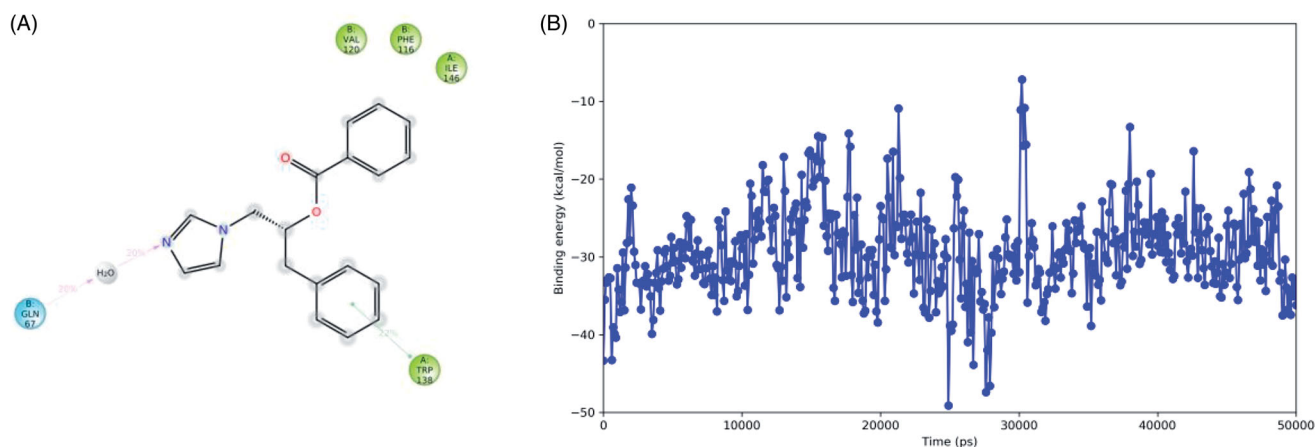 (A)
B:
VAL
120
B:
PHE
116
A:
ILE
146
O
O
N
N
20%
H₂O
20%
B:
GLN
67
22%
A:
TRP
138
(B)
Binding energy (kcal/mol)
0
−10
−20
−30
−40
−50
0
10000
20000
30000
40000
50000
Time (ps)